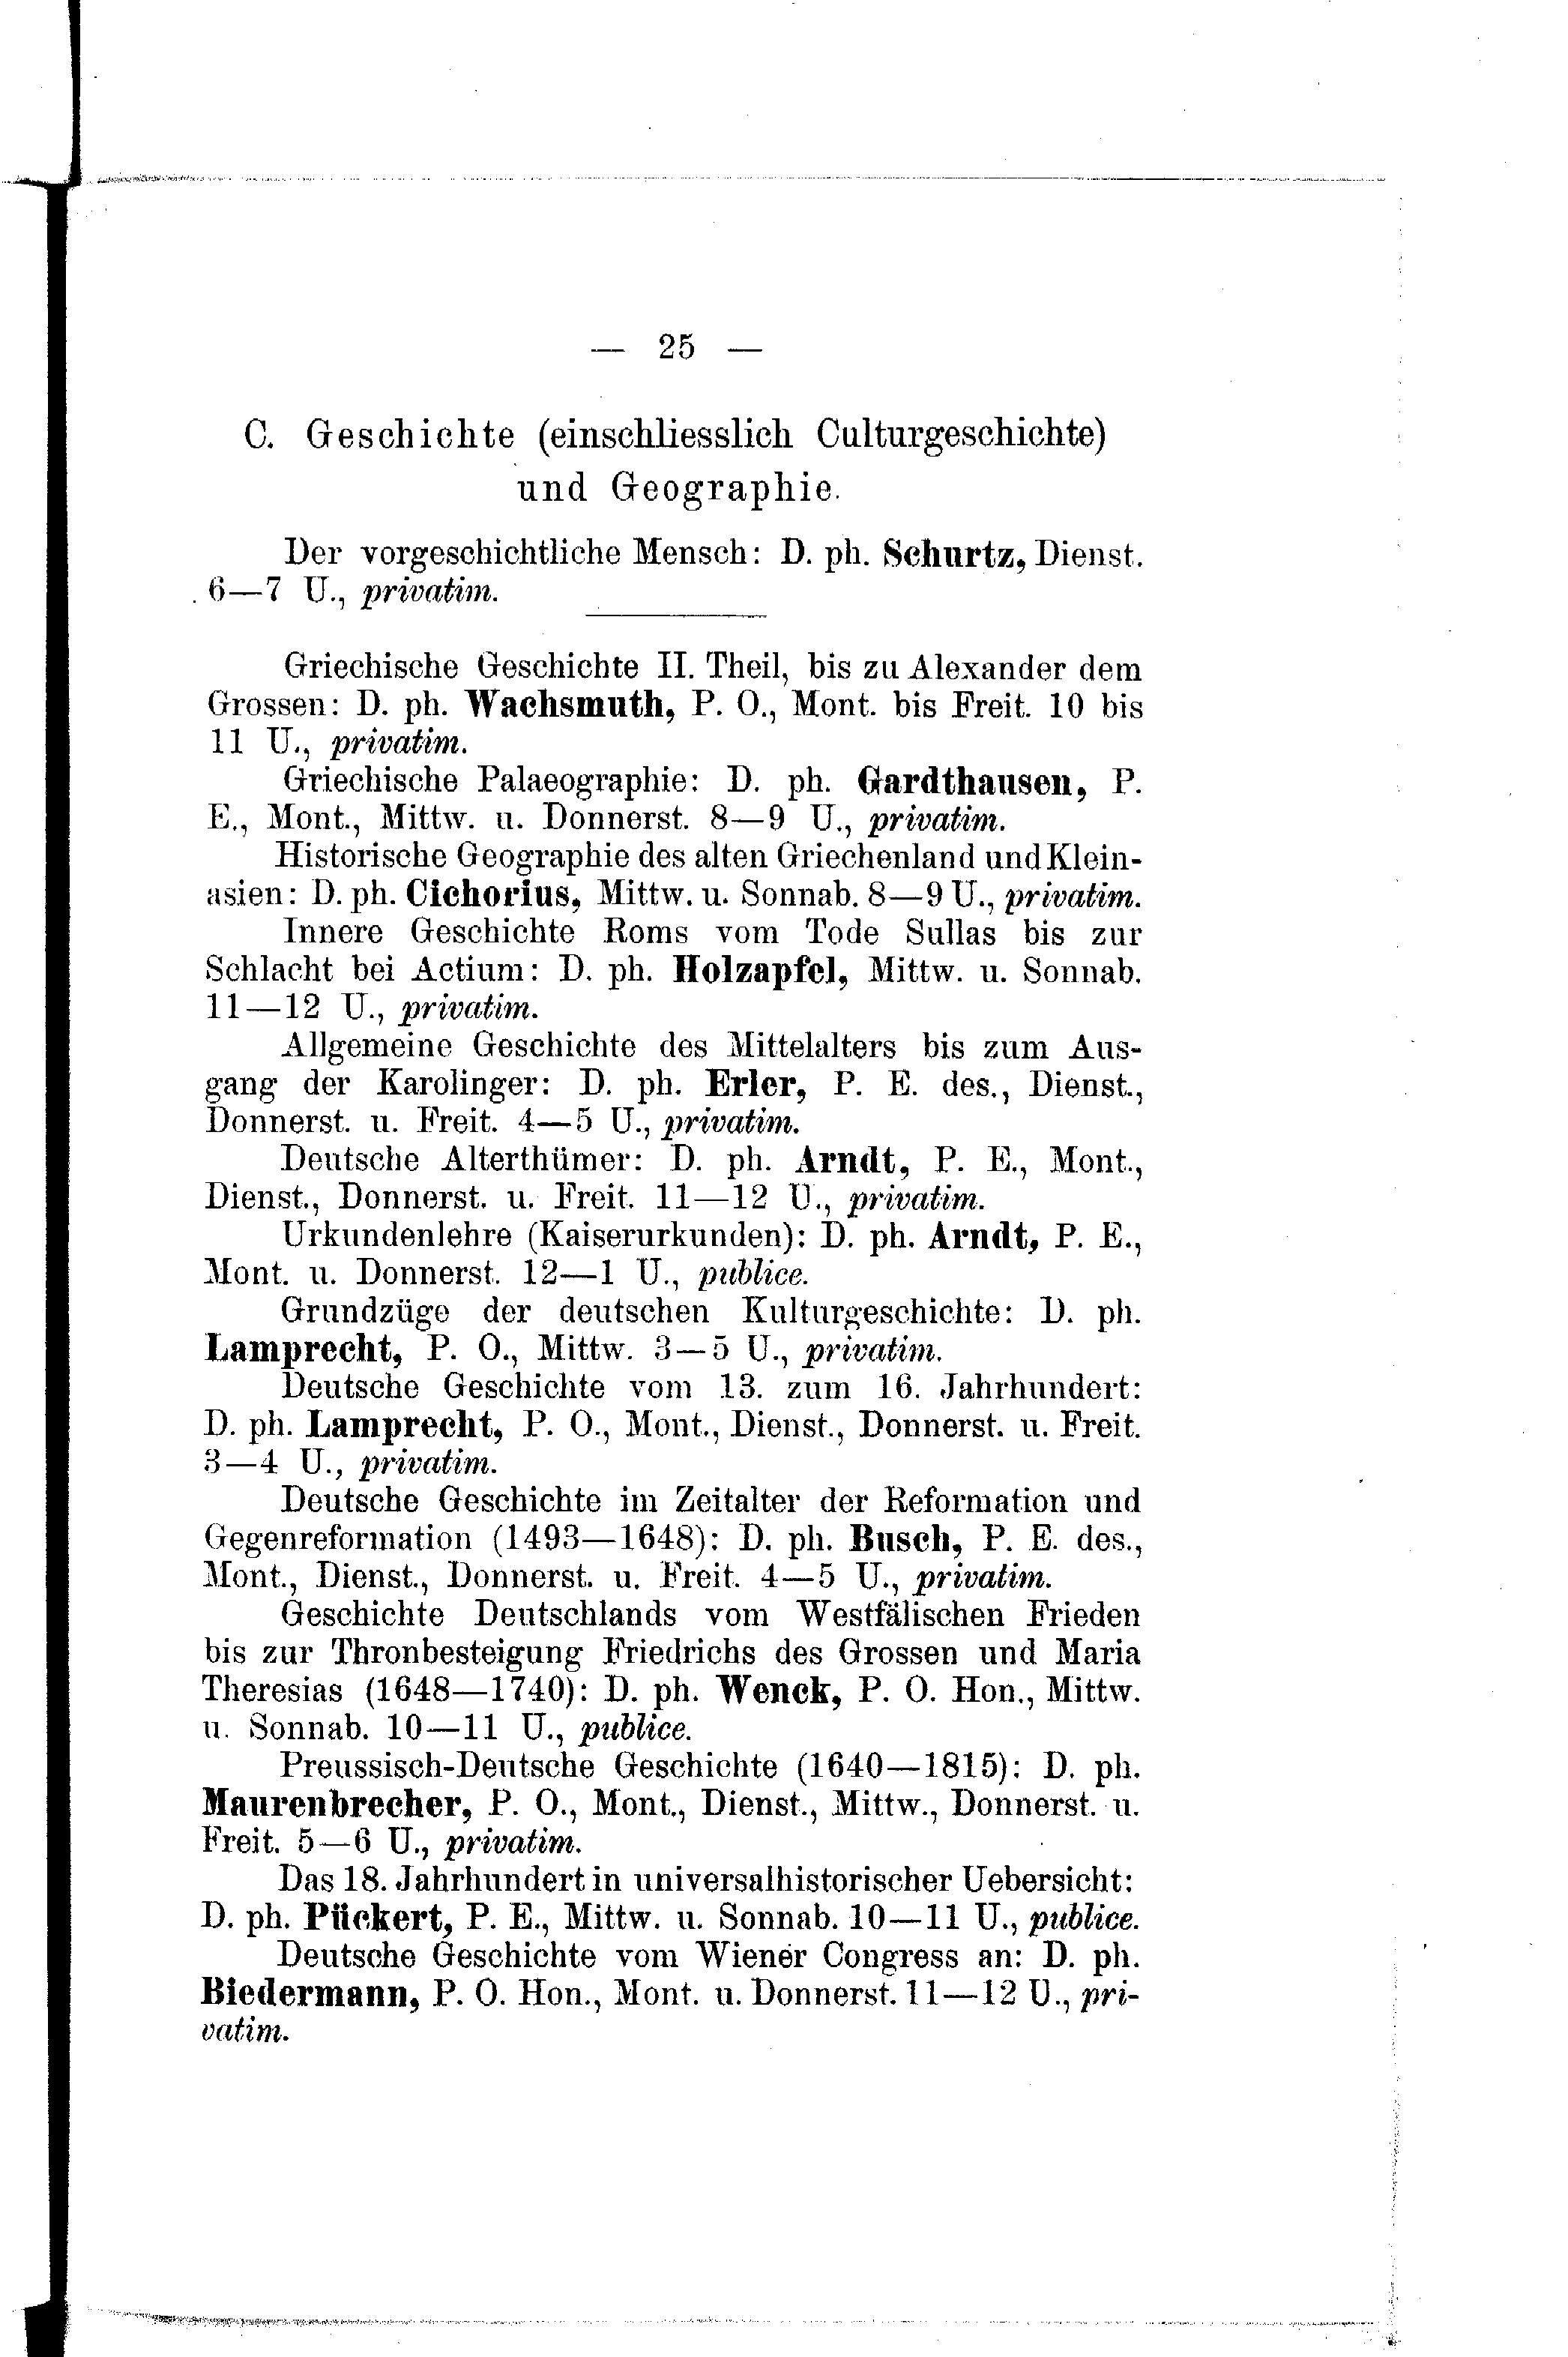 — 25 —
C. Geschichte (einschliesslich Culturgeschichte)
und Geographie.
Der vorgeschichtliche Mensch: D. ph. Schurtz, Dienst.
6—7 U., privatim.
Griechische Geschichte II. Theil, bis zu Alexander dem
Grossen: D. ph. Wachsmuth, P. O., Mont. bis Freit. 10 bis
11 U., privatim.
Griechische Palaeographie: D. ph. Gardthausen, P.
E., Mont., Mittw. u. Donnerst. 8—9 U., privatim.
Historische Geographie des alten Griechenland und Klein-
asien: D. ph. Cichorius, Mittw. u. Sonnab. 8—9 U., privatim.
Innere Geschichte Roms vom Tode Sullas bis zur
Schlacht bei Actium: D. ph. Holzapfel, Mittw. u. Sonnab.
11—12 U., privatim.
Allgemeine Geschichte des Mittelalters bis zum Aus-
gang der Karolinger: D. ph. Erler, P. E. des., Dienst.,
Donnerst. u. Freit. 4—5 U., privatim.
Deutsche Alterthümer: D. ph. Arndt, P. E., Mont.,
Dienst., Donnerst. u. Freit. 11—12 U., privatim.
Urkundenlehre (Kaiserurkunden): D. ph. Arndt, P. E.,
Mont. u. Donnerst. 12—1 U., publice.
Grundzüge der deutschen Kulturgeschichte: D. ph.
Lamprecht, P. O., Mittw. 3—5 U., privatim.
Deutsche Geschichte vom 13. zum 16. Jahrhundert:
D. ph. Lamprecht, P. O., Mont., Dienst., Donnerst. u. Freit.
3—4 U., privatim.
Deutsche Geschichte im Zeitalter der Reformation und
Gegenreformation (1493—1648): D. ph. Busch, P. E. des.,
Mont., Dienst., Donnerst. u. Freit. 4—5 U., privatim.
Geschichte Deutschlands vom Westfälischen Frieden
bis zur Thronbesteigung Friedrichs des Grossen und Maria
Theresias (1648—1740): D. ph. Wenck, P. O. Hon., Mittw.
u. Sonnab. 10—11 U., publice.
Preussisch-Deutsche Geschichte (1640—1815): D. ph.
Maurenbrecher, P. O., Mont., Dienst., Mittw., Donnerst. u.
Freit. 5—6 U., privatim.
Das 18. Jahrhundert in universalhistorischer Uebersicht:
D. ph. Pückert, P. E., Mittw. u. Sonnab. 10—11 U., publice.
Deutsche Geschichte vom Wiener Congress an: D. ph.
Biedermann, P. O. Hon., Mont. u. Donnerst. 11—12 U., pri-
vatim.